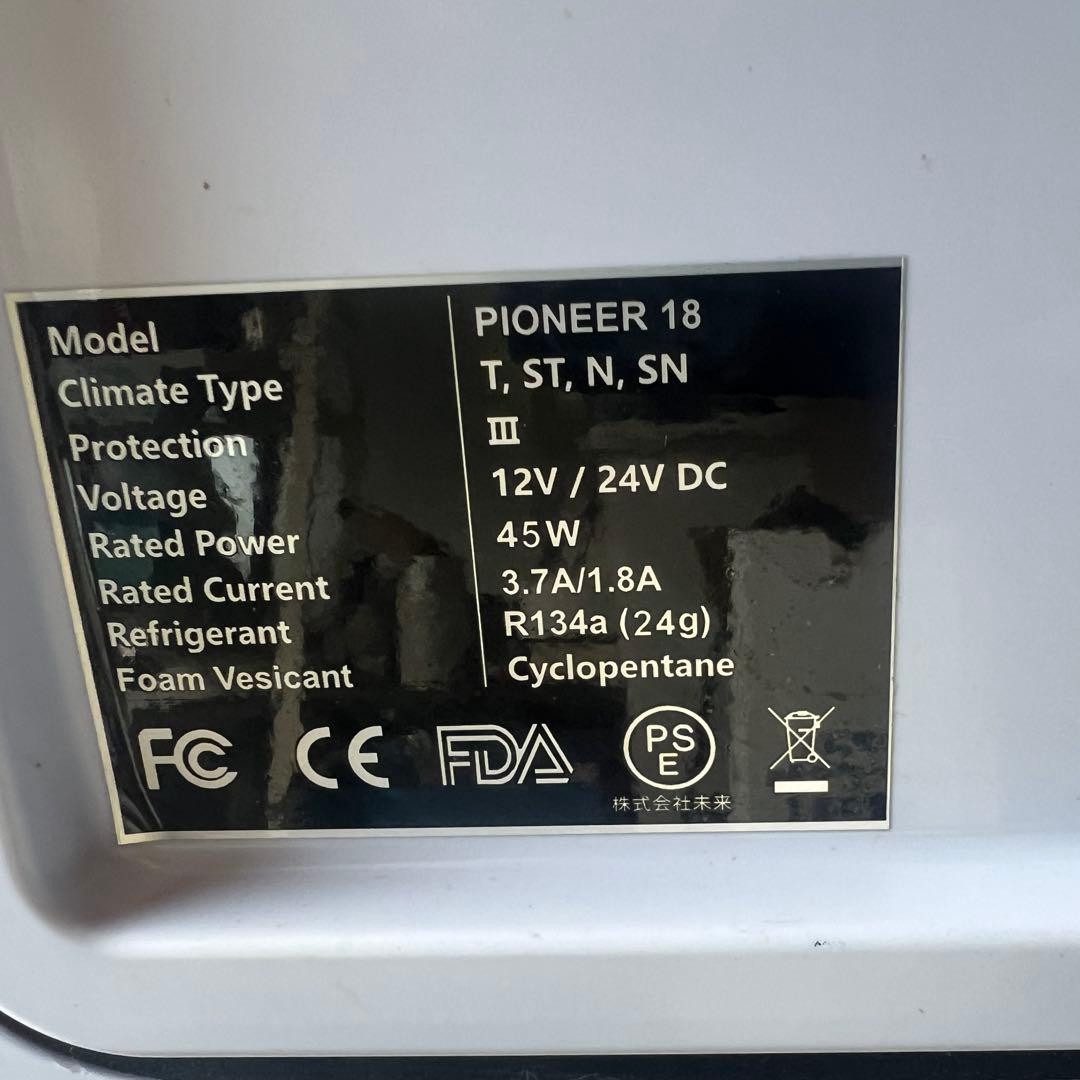 Model PIONEER 18
Climate Type T, ST, N, SN
Protection III
Voltage 12V / 24V DC
Rated Power 45W
Rated Current 3.7A/1.8A
Refrigerant R134a (24g)
Foam Vesicant Cyclopentane
FC CE FDA PSE
株式会社未来